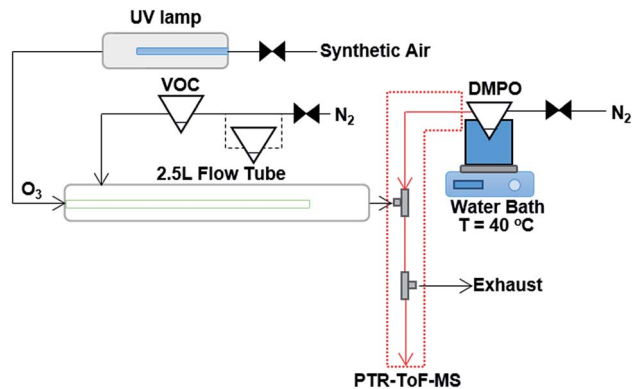 UV lamp
Synthetic Air
VOC
N2
DMPO
N2
2.5L Flow Tube
O3
Water Bath
T = 40 °C
Exhaust
PTR-ToF-MS